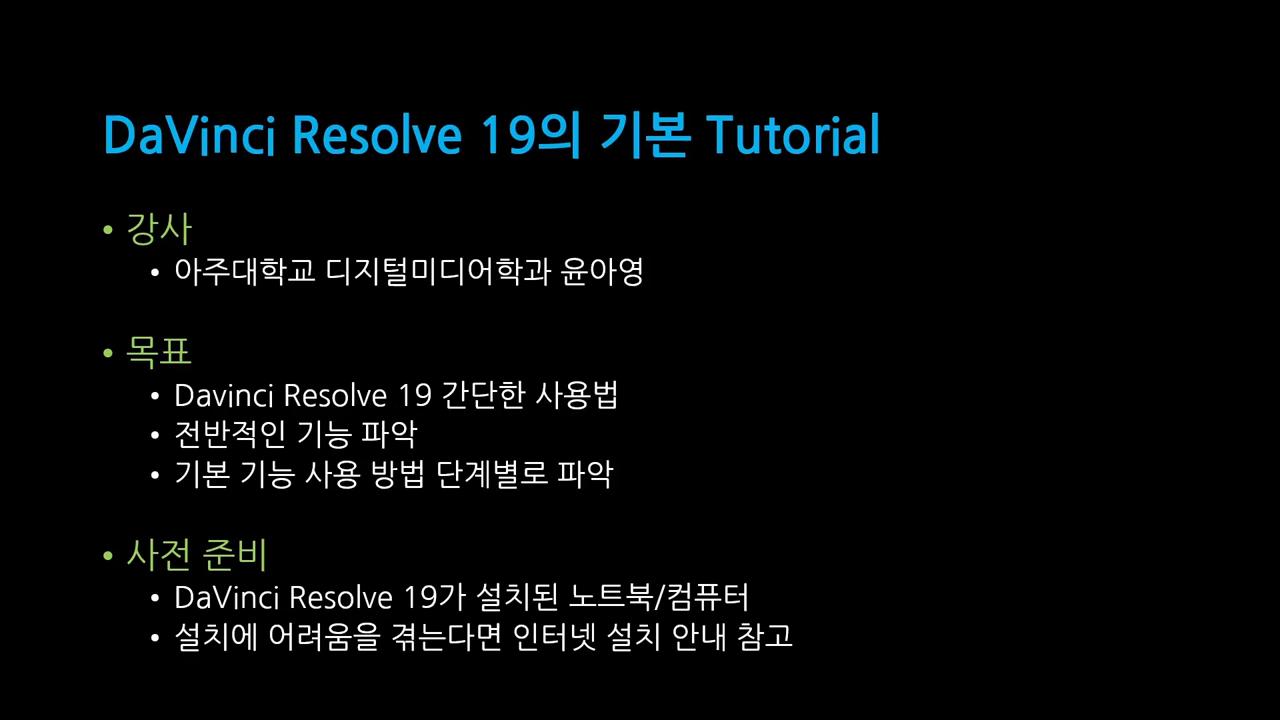 DaVinci Resolve 19의 기본 Tutorial
• 강사
• 아주대학교 디지털미디어학과 윤아영
• 목표
• Davinci Resolve 19 간단한 사용법
• 전반적인 기능 파악
• 기본 기능 사용 방법 단계별로 파악
• 사전 준비
• DaVinci Resolve 19가 설치된 노트북/컴퓨터
• 설치에 어려움을 겪는다면 인터넷 설치 안내 참고